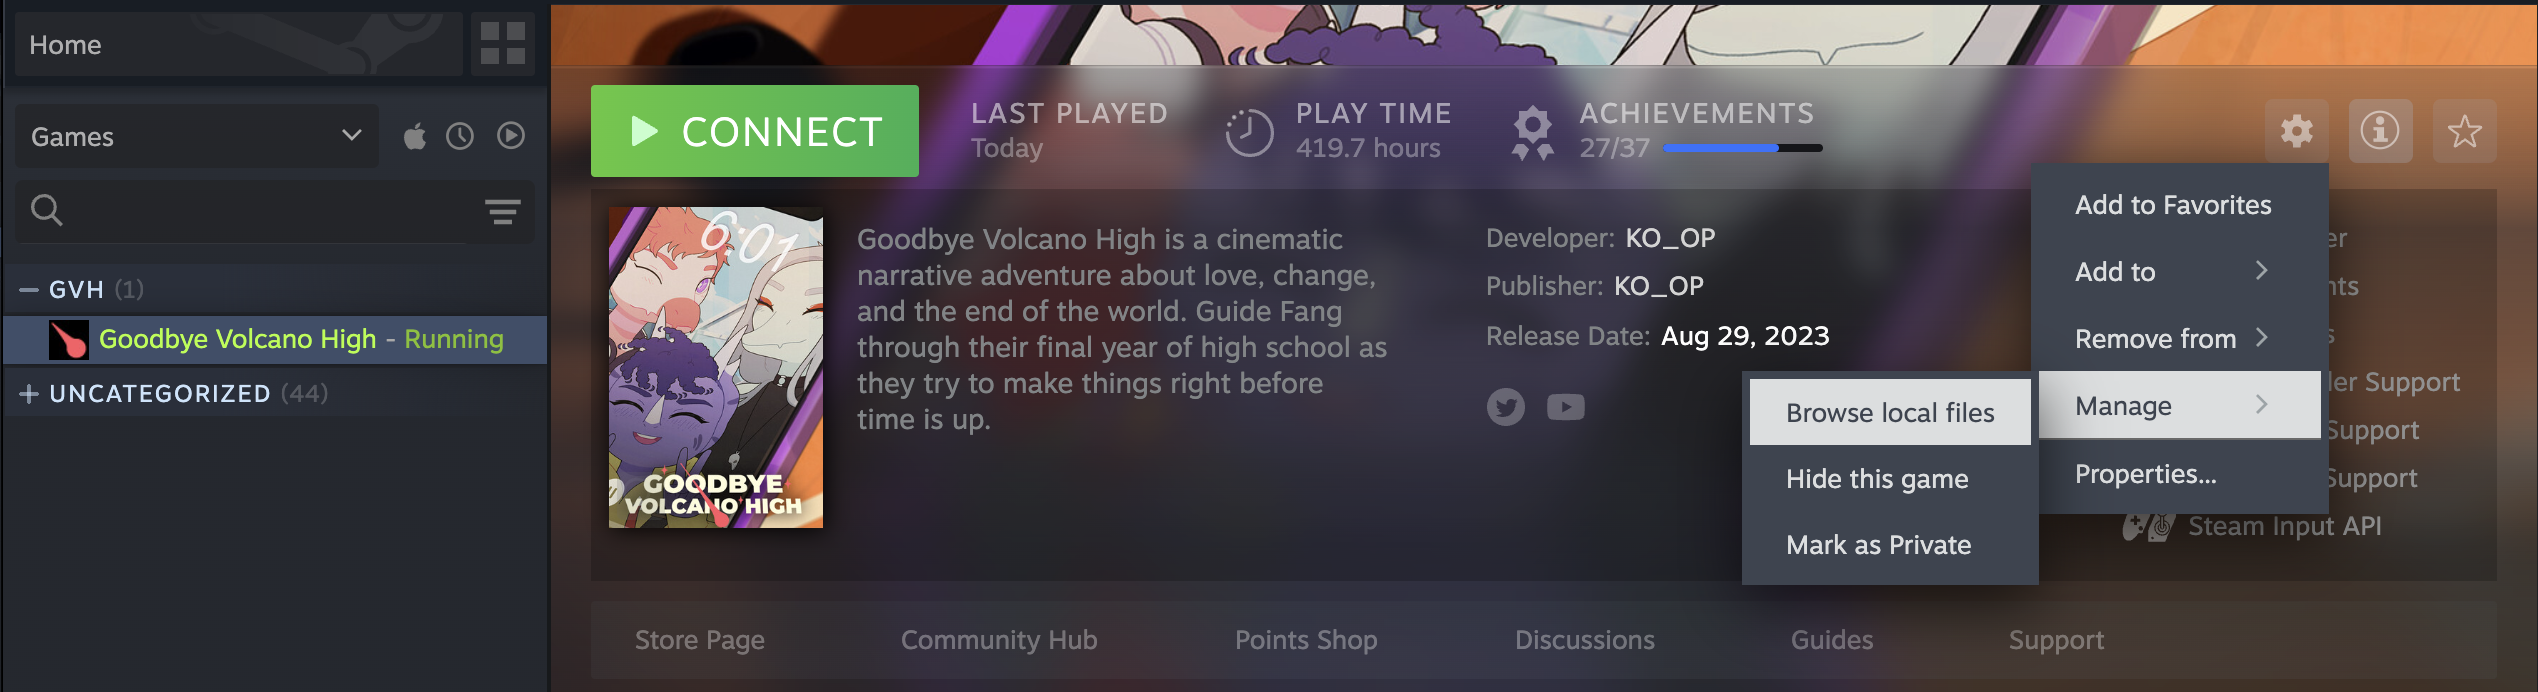 Home
Games
GVH (1)
Goodbye Volcano High - Running
UNCATEGORIZED (44)
CONNECT
LAST PLAYED
Today
PLAY TIME
419.7 hours
ACHIEVEMENTS
27/37
6:01
GOODBYE
VOLCANO HIGH
Goodbye Volcano High is a cinematic
narrative adventure about love, change,
and the end of the world. Guide Fang
through their final year of high school as
they try to make things right before
time is up.
Developer: KO_OP
Publisher: KO_OP
Release Date: Aug 29, 2023
Add to Favorites
Add to
Remove from
Manage
Properties...
Browse local files
Hide this game
Mark as Private
Support
Support
Support
Steam Input API
Store Page
Community Hub
Points Shop
Discussions
Guides
Support